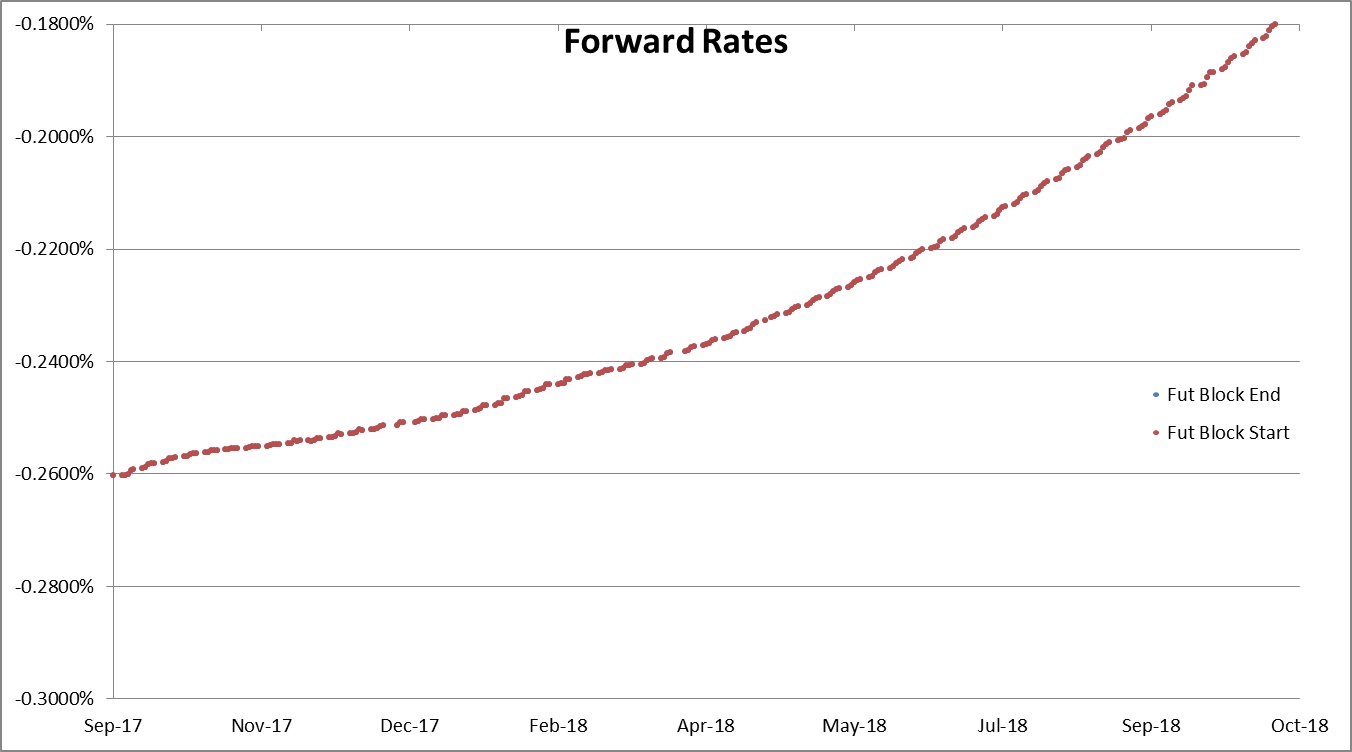 Forward Rates
-0.1800%
-0.2000%
-0.2200%
-0.2400%
-0.2600%
-0.2800%
-0.3000%
Fut Block End
Fut Block Start
Sep-17 Nov-17 Dec-17 Feb-18 Apr-18 May-18 Jul-18 Sep-18 Oct-18